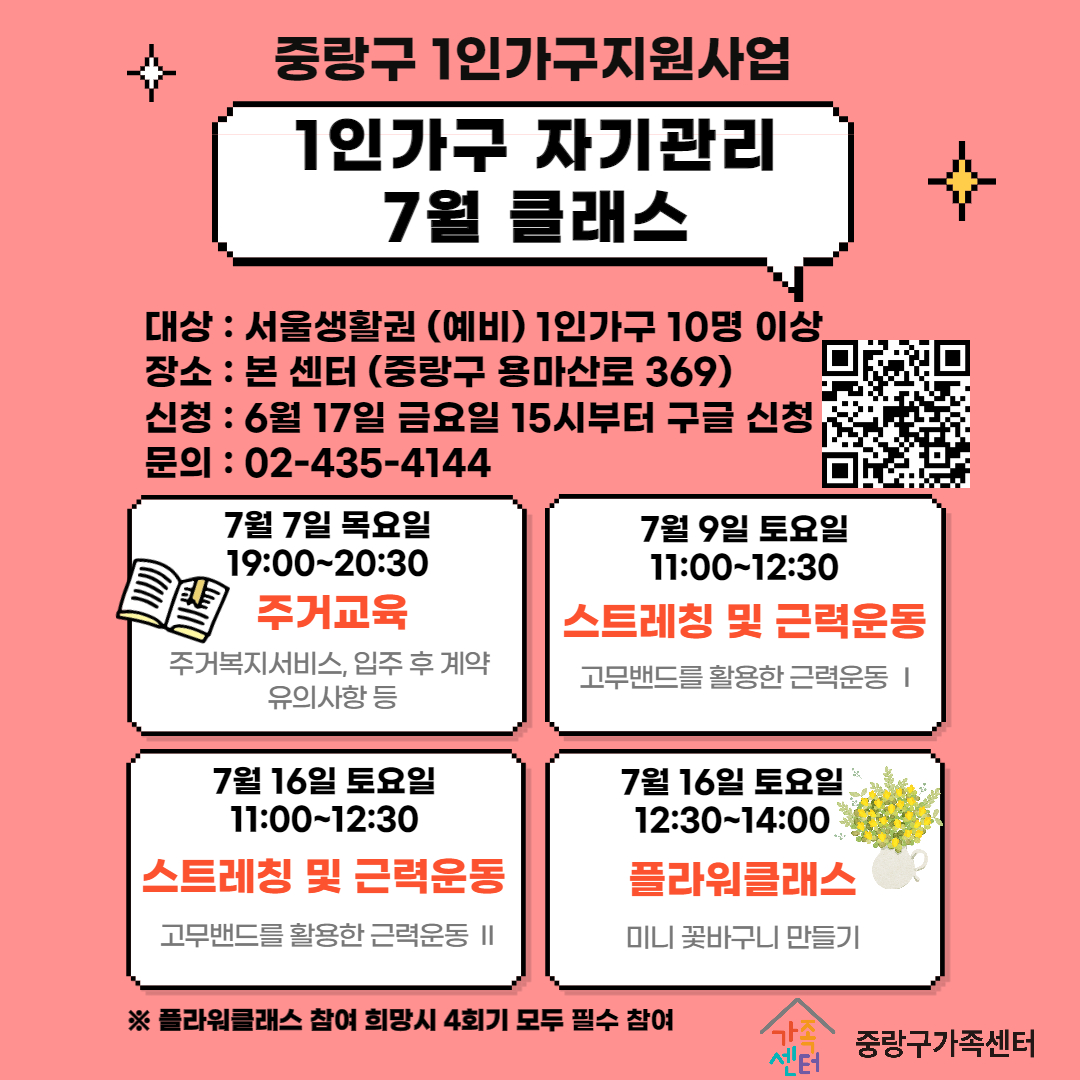 중랑구 1인가구지원사업
1인가구 자기관리
7월 클래스
대상 : 서울생활권 (예비) 1인가구 10명 이상
장소 : 본 센터 (중랑구 용마산로 369)
신청 : 6월 17일 금요일 15시부터 구글 신청
문의 : 02-435-4144
7월 7일 목요일
19:00~20:30
주거교육
주거복지서비스, 입주 후 계약
유의사항 등
7월 9일 토요일
11:00~12:30
스트레칭 및 근력운동
고무밴드를 활용한 근력운동 Ⅰ
7월 16일 토요일
11:00~12:30
스트레칭 및 근력운동
고무밴드를 활용한 근력운동 Ⅱ
7월 16일 토요일
12:30~14:00
플라워클래스
미니 꽃바구니 만들기
※ 플라워클래스 참여 희망시 4회기 모두 필수 참여
가족
센터
중랑구가족센터